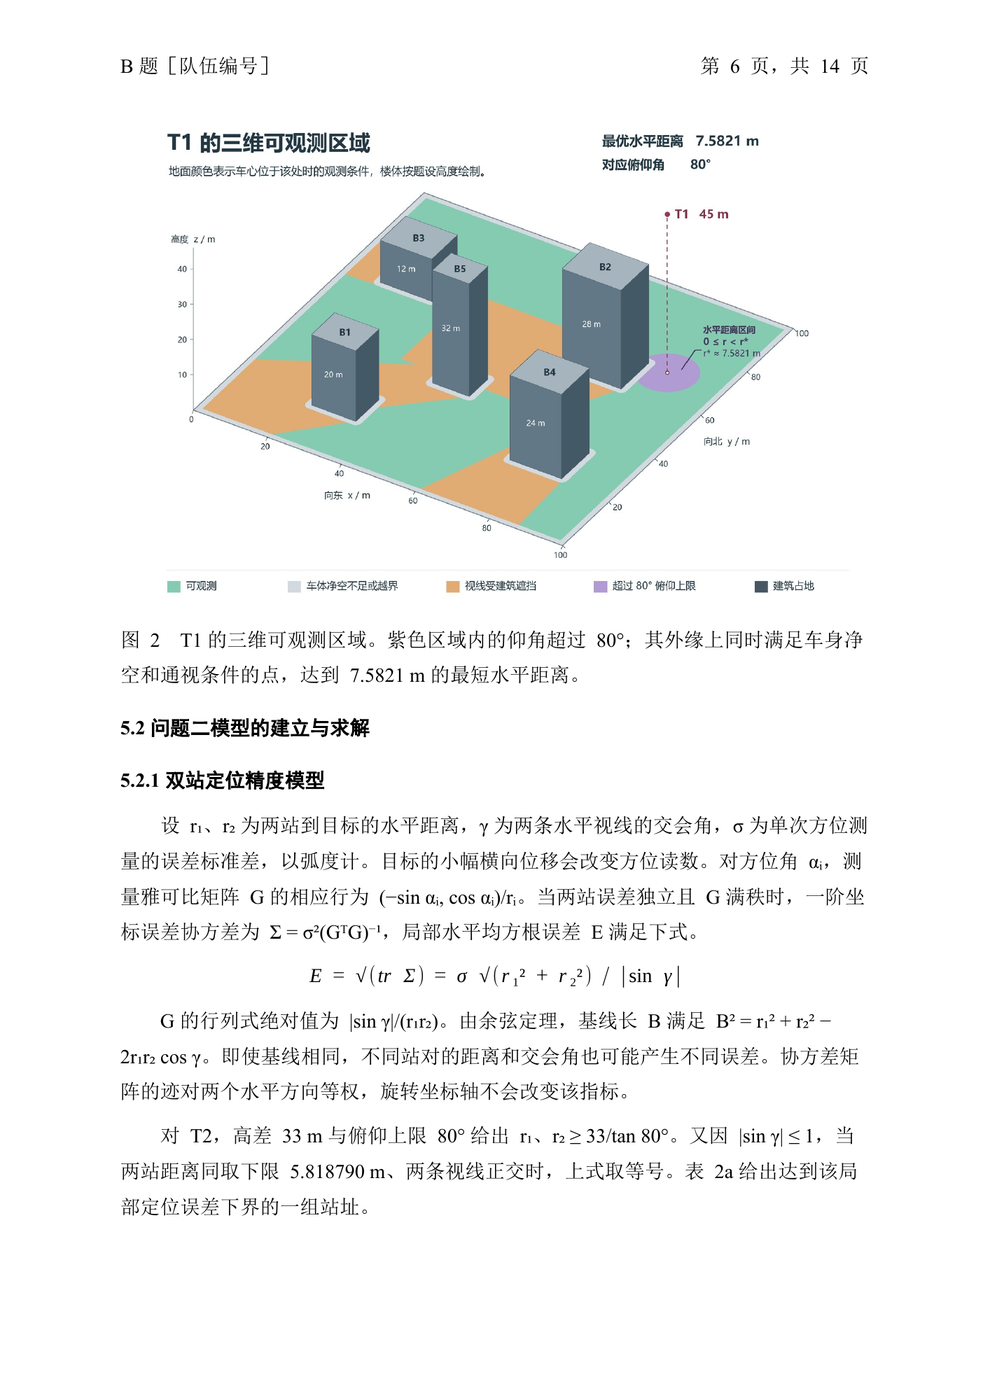 B 题［队伍编号］
第 6 页，共 14 页
T1 的三维可观测区域
地面颜色表示车心位于该处时的观测条件，楼体按题设高度绘制。
最优水平距离 7.5821 m
对应俯仰角 80°
T1 45 m
高度 z / m
40
30
20
10
0
B3
12 m
B5
32 m
B2
28 m
B1
20 m
B4
24 m
水平距离区间
0 ≤ r < r*
r* ≈ 7.5821 m
100
80
60
向北 y / m
40
20
20
40
向东 x / m
60
80
100
可观测
车体净空不足或越界
视线受建筑遮挡
超过 80° 俯仰上限
建筑占地
图 2 T1 的三维可观测区域。紫色区域内的仰角超过 80°；其外缘上同时满足车身净
空和通视条件的点，达到 7.5821 m 的最短水平距离。
5.2 问题二模型的建立与求解
5.2.1 双站定位精度模型
设 r₁、r₂ 为两站到目标的水平距离，γ 为两条水平视线的交会角，σ 为单次方位测
量的误差标准差，以弧度计。目标的小幅横向位移会改变方位读数。对方位角 αᵢ，测
量雅可比矩阵 G 的相应行为 (−sin αᵢ, cos αᵢ)/rᵢ。当两站误差独立且 G 满秩时，一阶坐
标误差协方差为 Σ = σ²(GᵀG)⁻¹，局部水平均方根误差 E 满足下式。
E = √(tr Σ) = σ √(r₁² + r₂²) / |sin γ|
G 的行列式绝对值为 |sin γ|/(r₁r₂)。由余弦定理，基线长 B 满足 B² = r₁² + r₂² −
2r₁r₂ cos γ。即使基线相同，不同站对的距离和交会角也可能产生不同误差。协方差矩
阵的迹对两个水平方向等权，旋转坐标轴不会改变该指标。
对 T2，高差 33 m 与俯仰上限 80° 给出 r₁、r₂ ≥ 33/tan 80°。又因 |sin γ| ≤ 1，当
两站距离同取下限 5.818790 m、两条视线正交时，上式取等号。表 2a 给出达到该局
部定位误差下界的一组站址。